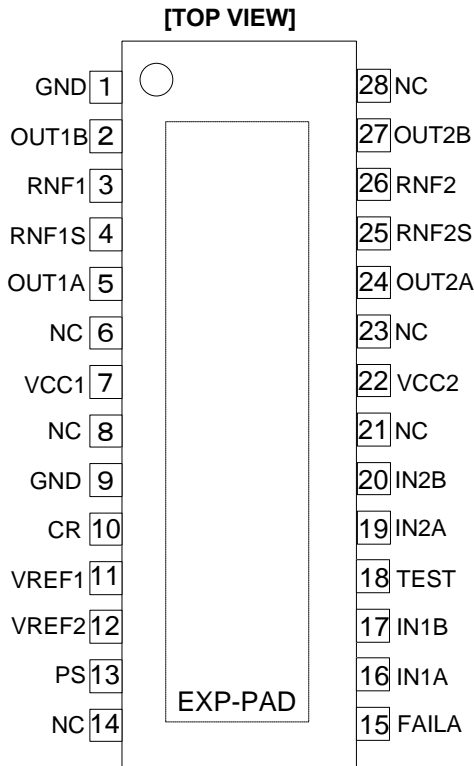 [TOP VIEW]
GND 1 28 NC
OUT1B 2 27 OUT2B
RNF1 3 26 RNF2
RNF1S 4 25 RNF2S
OUT1A 5 24 OUT2A
NC 6 23 NC
VCC1 7 22 VCC2
NC 8 21 NC
GND 9 20 IN2B
CR 10 19 IN2A
VREF1 11 18 TEST
VREF2 12 17 IN1B
PS 13 16 IN1A
NC 14 EXP-PAD 15 FAILA